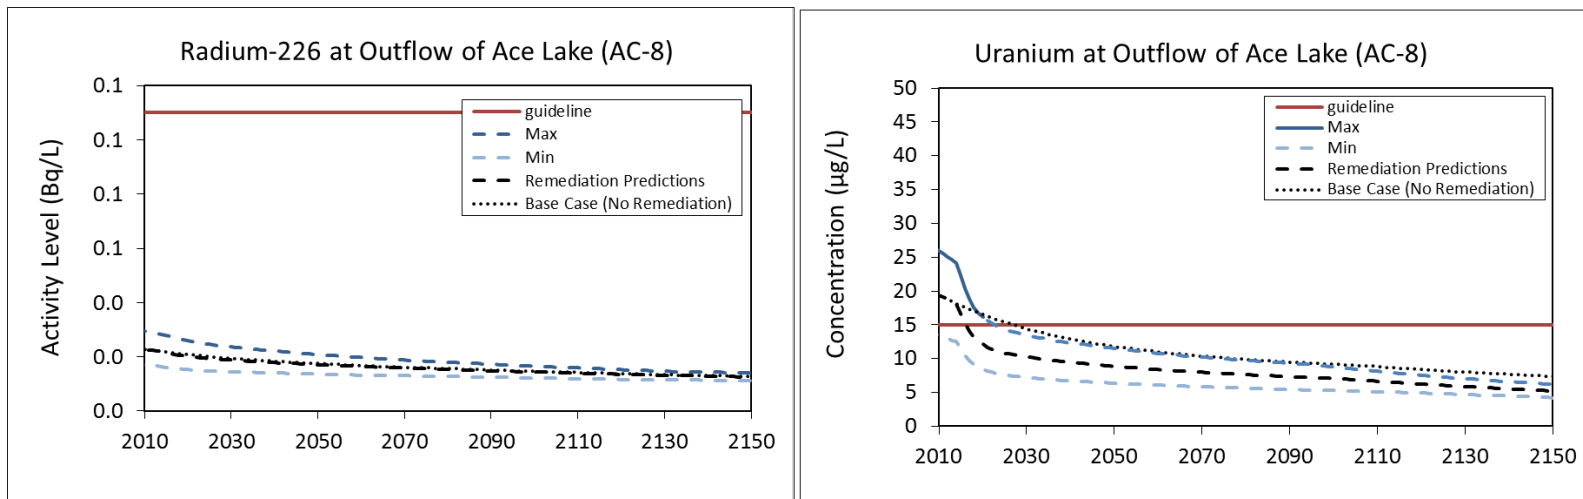 Radium-226 at Outflow of Ace Lake (AC-8)
Activity Level (Bq/L)
0.1
0.1
0.1
0.1
0.0
0.0
0.0
guideline
Max
Min
Remediation Predictions
Base Case (No Remediation)
2010 2030 2050 2070 2090 2110 2130 2150
Uranium at Outflow of Ace Lake (AC-8)
Concentration (µg/L)
50
45
40
35
30
25
20
15
10
5
0
guideline
Max
Min
Remediation Predictions
Base Case (No Remediation)
2010 2030 2050 2070 2090 2110 2130 2150